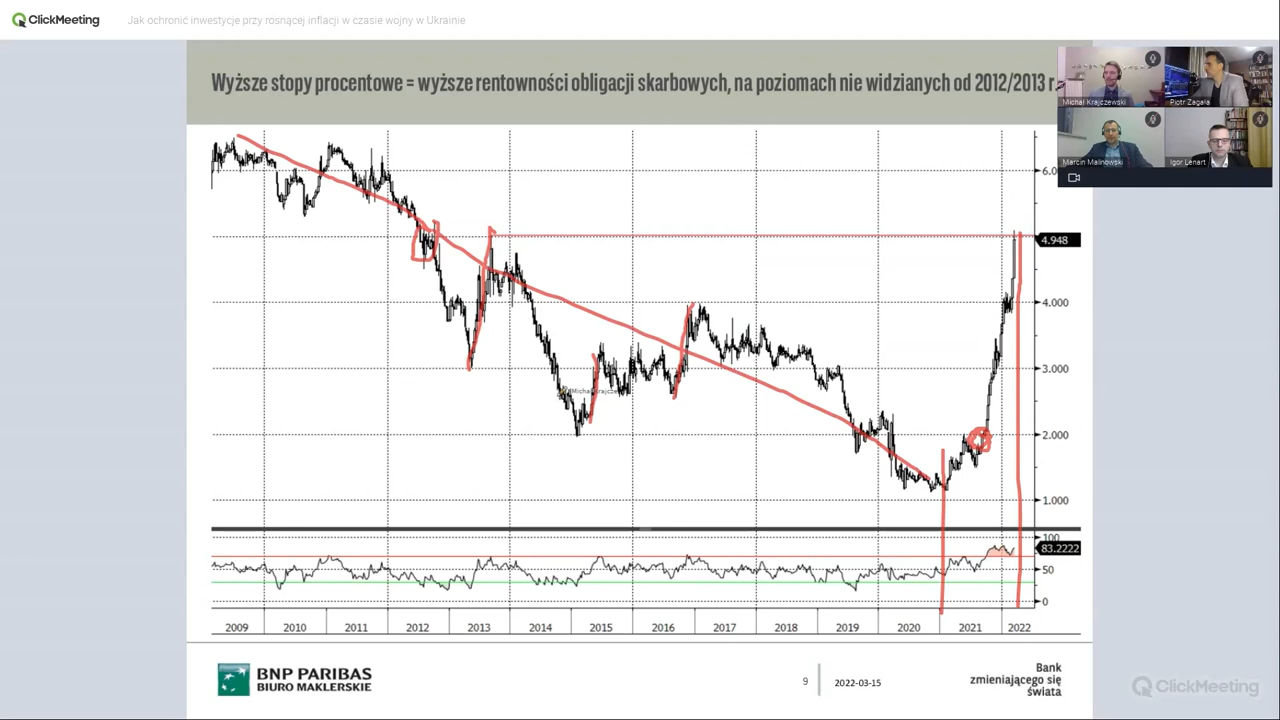 ClickMeeting
Jak ochronić inwestycje przy rosnącej inflacji w czasie wojny w Ukrainie
Wyższe stopy procentowe = wyższe rentowności obligacji skarbowych, na poziomach nie widzianych od 2012/2013 r.
Michał Krajczewski
Piotr Zagała
Marcin Malinowski
Igor Lenart
6.0
4.948
4.000
3.000
2.000
1.000
100
83.2222
50
0
2009 2010 2011 2012 2013 2014 2015 2016 2017 2018 2019 2020 2021 2022
BNP PARIBAS
BIURO MAKLERSKIE
9
2022-03-15
Bank
zmieniającego się
świata
ClickMeeting